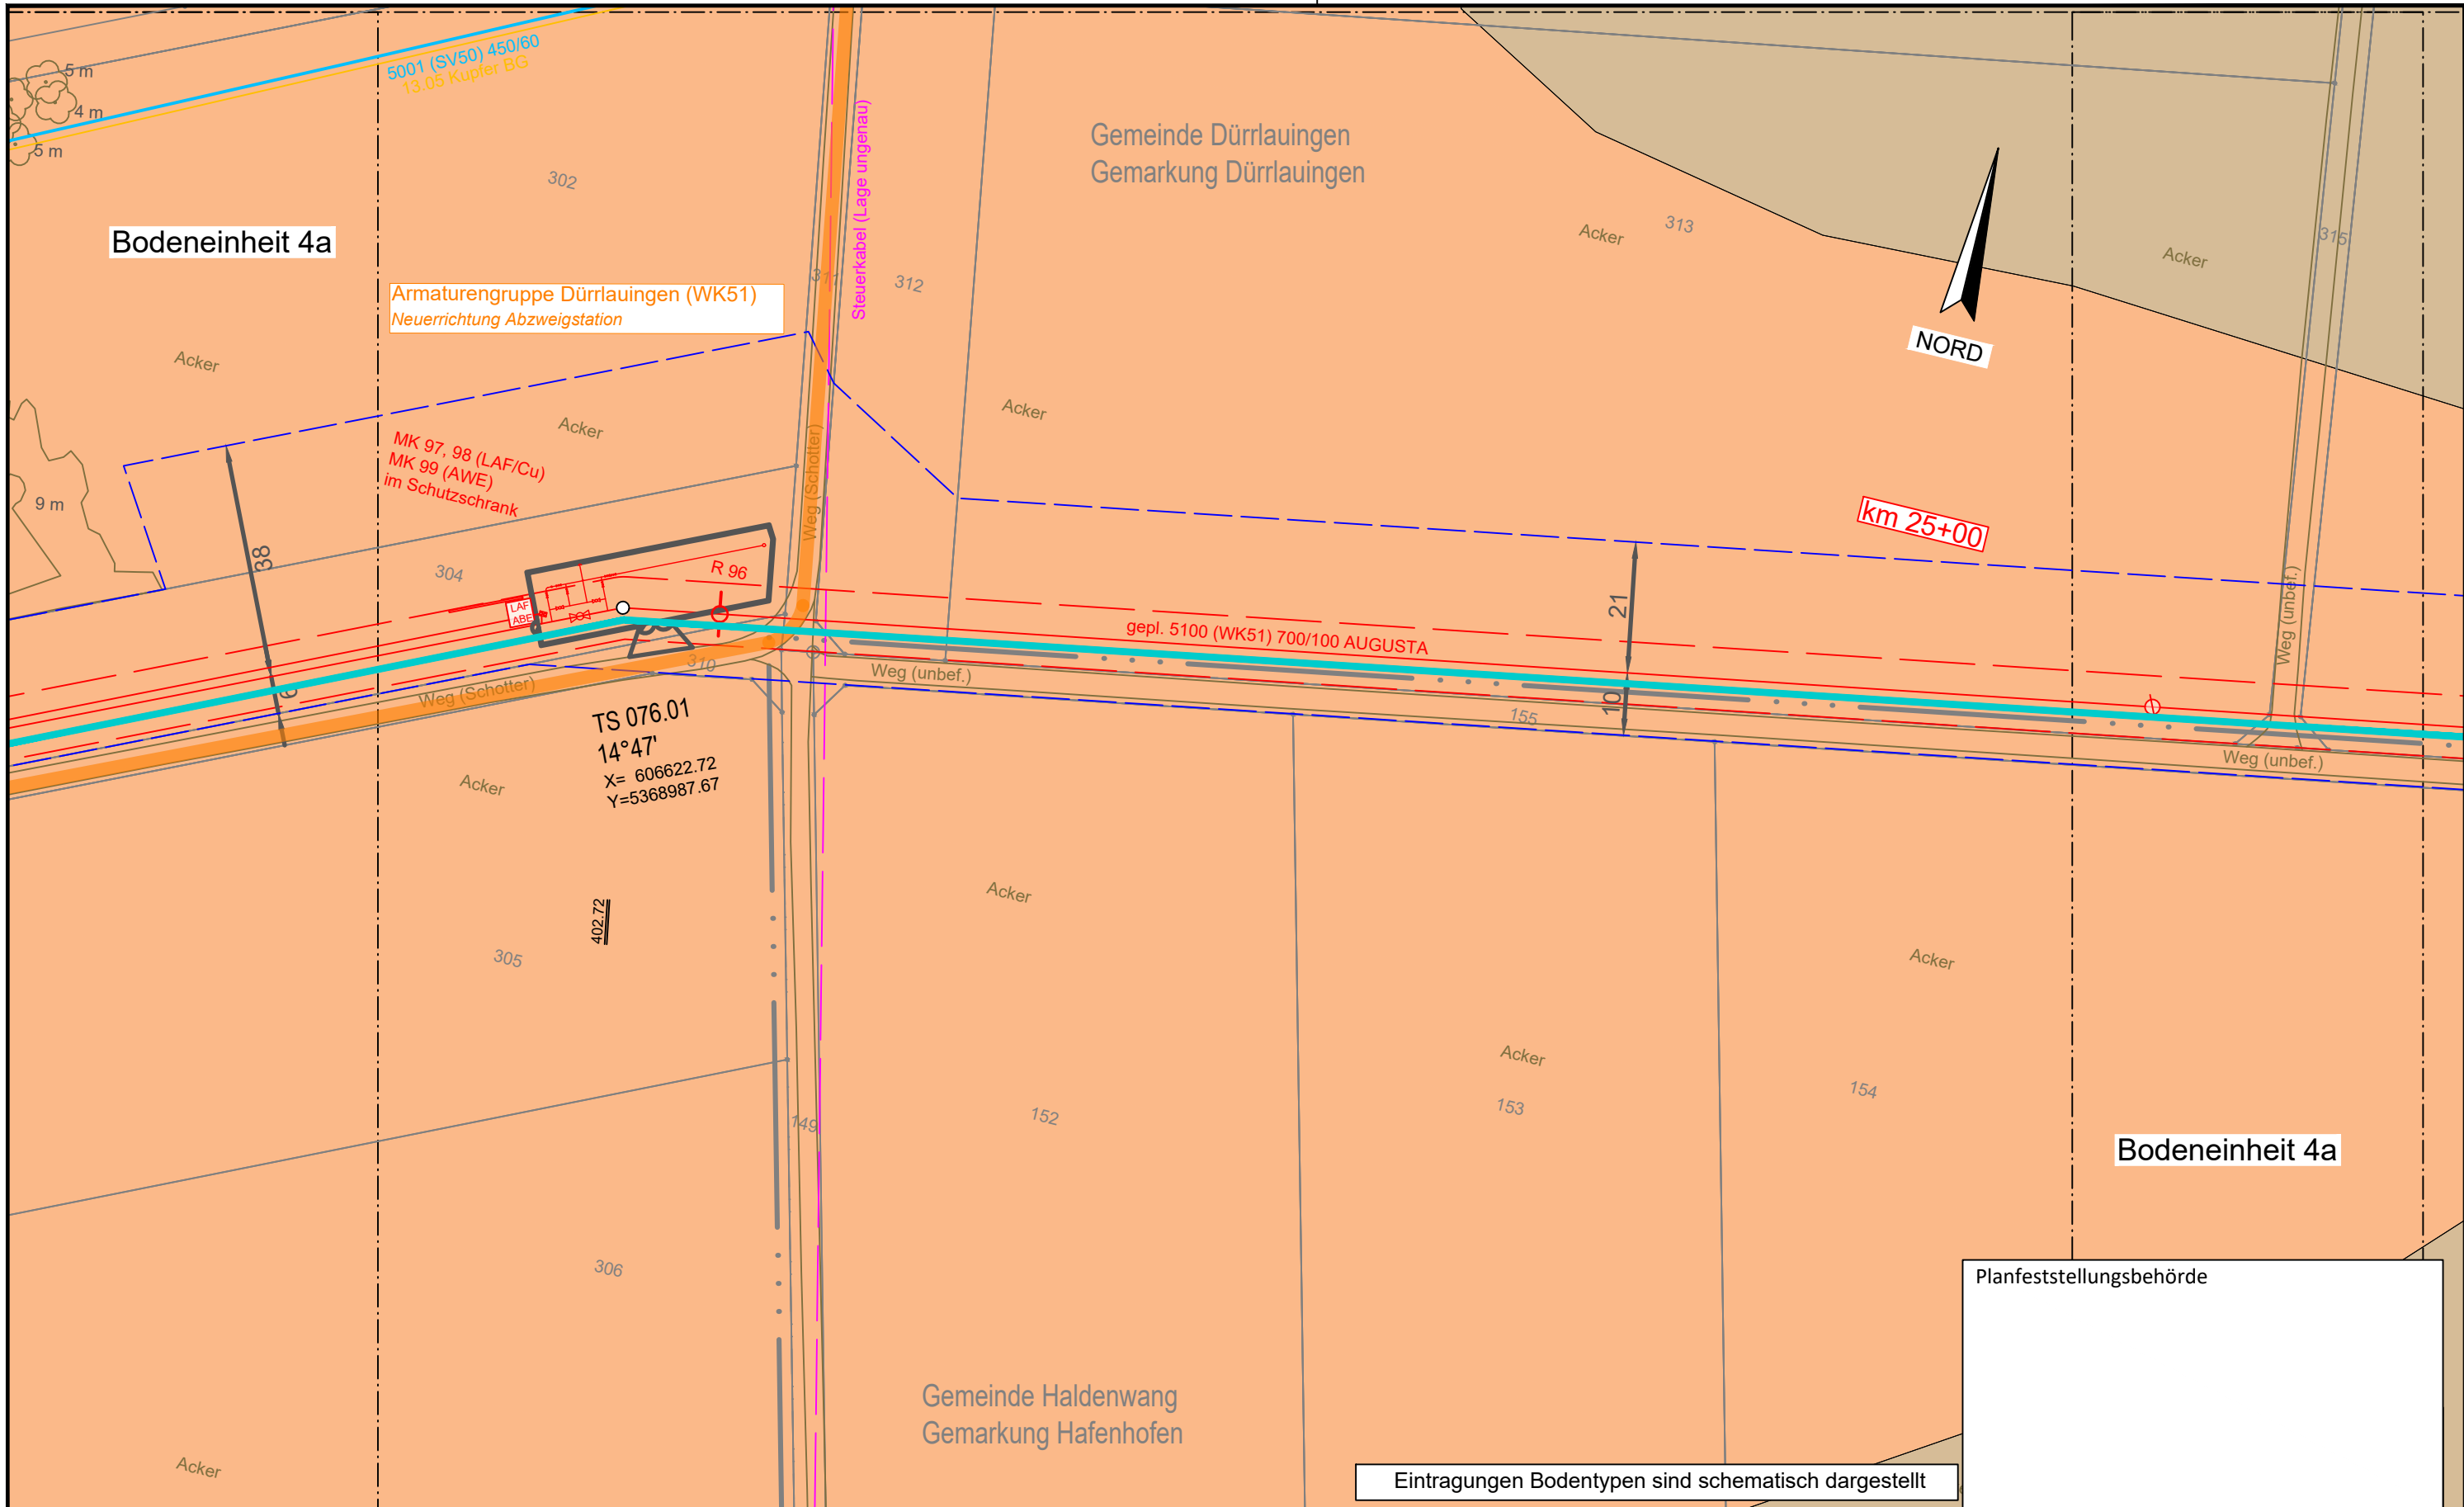 5001 (SV50) 450/60
13.05 Kupfer BG
5 m
4 m
5 m
302
Bodeneinheit 4a
Gemeinde Dürrlauingen
Gemarkung Dürrlauingen
Steuerkabel (Lage ungenau)
311
312
Acker
313
Acker
315
NORD
Armaturengruppe Dürrlauingen (WK51)
Neuerrichtung Abzweigstation
Acker
Acker
Acker
MK 97, 98 (LAF/Cu)
MK 99 (AWE)
im Schutzschrank
9 m
38
304
Weg (Schotter)
km 25+00
R 96
LAF
ABE
21
gepl. 5100 (WK51) 700/100 AUGUSTA
Weg (unbef.)
310
Weg (unbef.)
6
Weg (Schotter)
10
155
Weg (unbef.)
TS 076.01
14°47'
X= 606622.72
Y=5368987.67
Acker
402.72
305
Acker
Acker
Acker
153
154
152
149
Bodeneinheit 4a
306
Planfeststellungsbehörde
Gemeinde Haldenwang
Gemarkung Hafenhofen
Acker
Eintragungen Bodentypen sind schematisch dargestellt